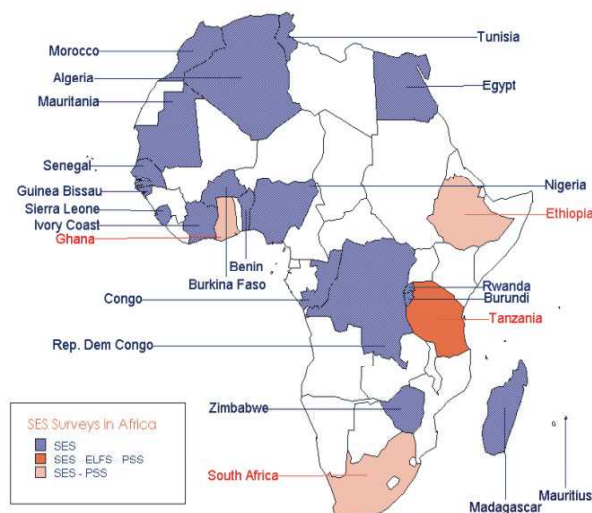 Tunisia
Morocco
Algeria
Egypt
Mauritania
Senegal
Nigeria
Guinea Bissau
Sierra Leone
Ethiopia
Ivory Coast
Ghana
Benin
Burkina Faso
Rwanda
Congo
Burundi
Tanzania
Rep. Dem Congo
Zimbabwe
SES Surveys in Africa
SES
SES - ELFS - PSS
SES - PSS
South Africa
Mauritius
Madagascar